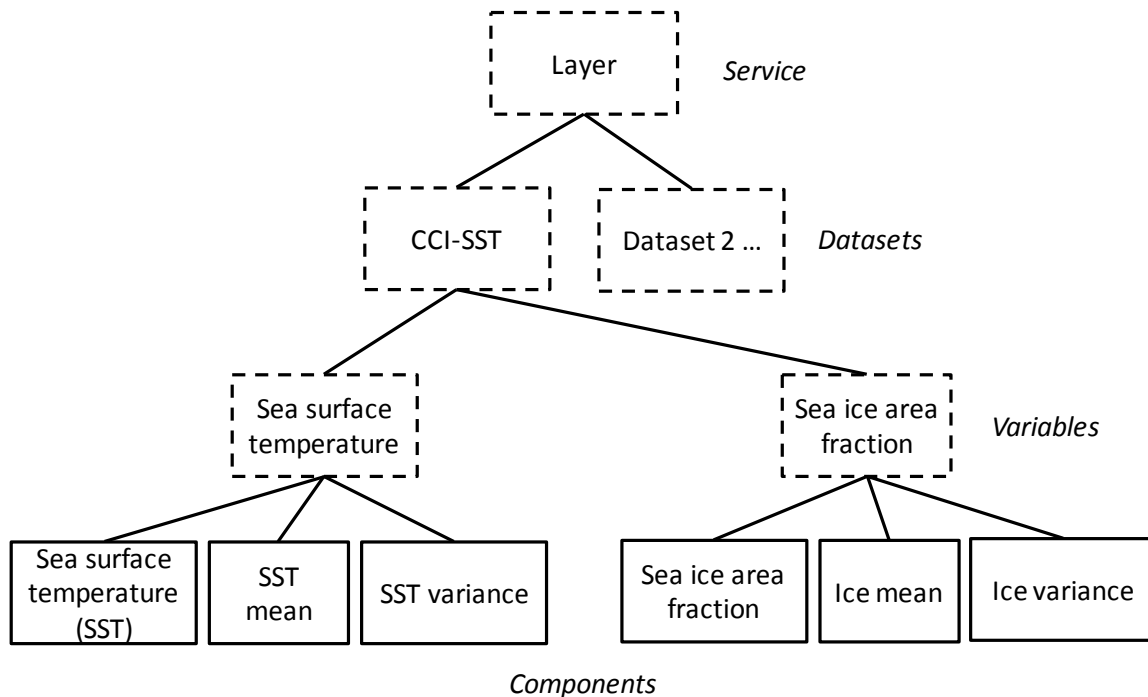 Layer
Service
CCI-SST
Dataset 2 ...
Datasets
Sea surface
temperature
Sea ice area
fraction
Variables
Sea surface
temperature
(SST)
SST
mean
SST variance
Sea ice area
fraction
Ice mean
Ice variance
Components